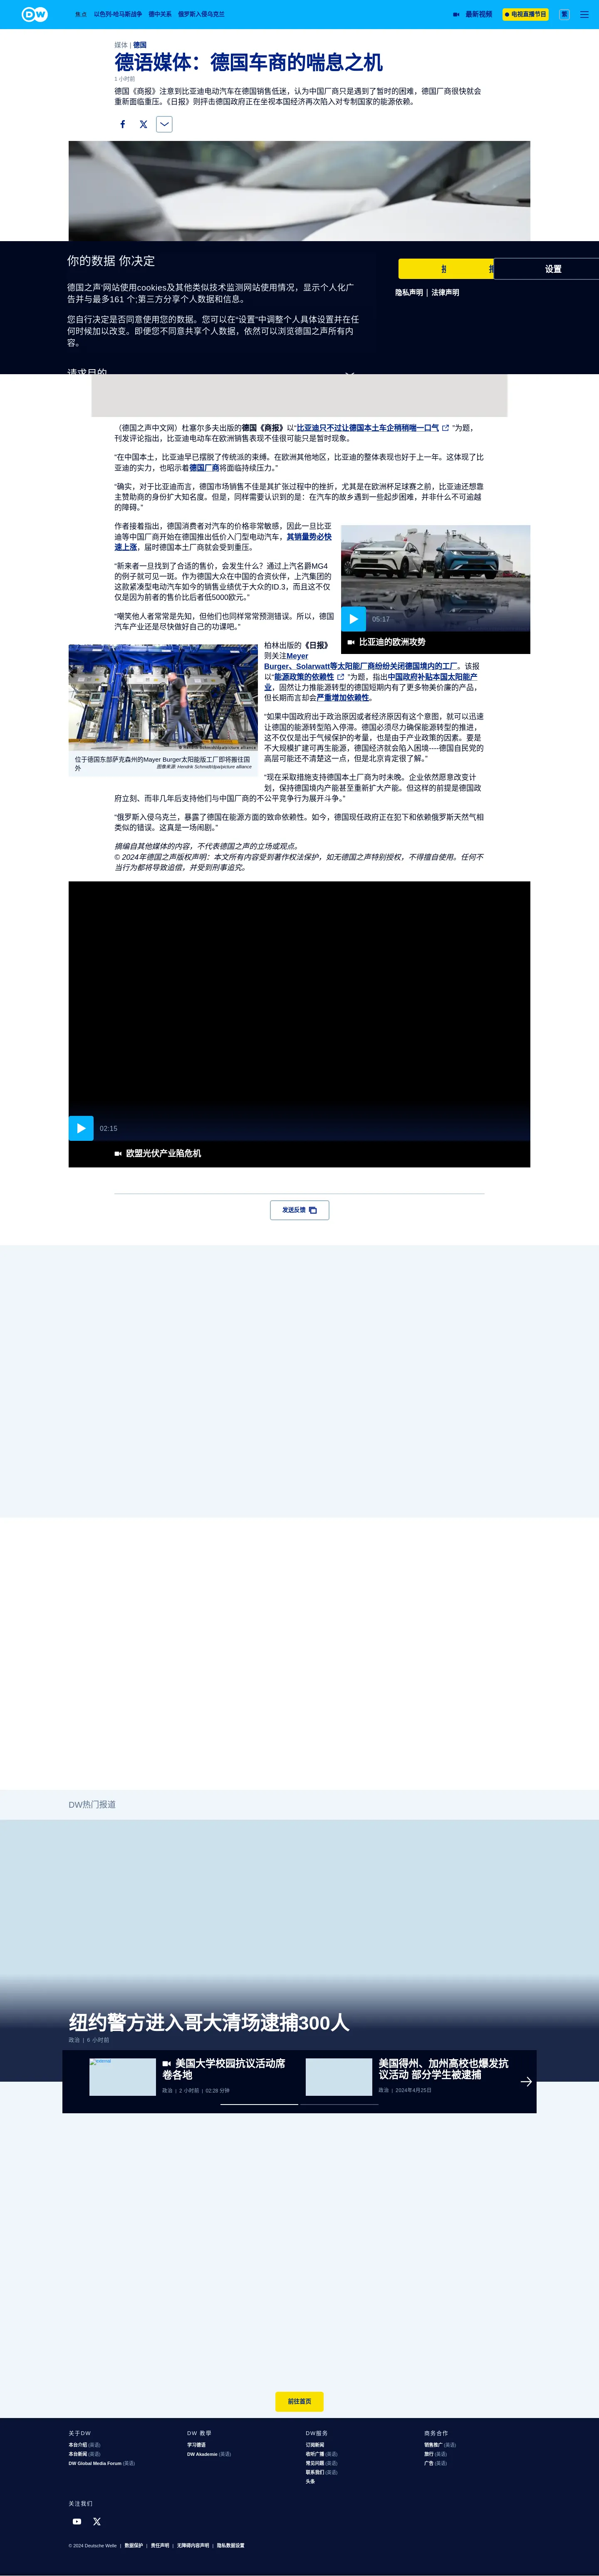 DW
焦点 以色列-哈马斯战争 德中关系 俄罗斯入侵乌克兰
最新视频 电视直播节目 繁
媒体 | 德国
德语媒体：德国车商的喘息之机
1 小时前
德国《商报》注意到比亚迪电动汽车在德国销售低迷，认为中国厂商只是遇到了暂时的困难，德国厂商很快就会
重新面临重压。《日报》则抨击德国政府正在坐视本国经济再次陷入对专制国家的能源依赖。
你的数据 你决定
设置
隐私声明 | 法律声明
德国之声‘网站使用cookies及其他类似技术监测网站使用情况，显示个人化广
告并与最多161 个;第三方分享个人数据和信息。
您自行决定是否同意使用您的数据。您可以在"设置"中调整个人具体设置并在任
何时候加以改变。即便您不同意共享个人数据，依然可以浏览德国之声所有内
容。
请求目的
（德国之声中文网）杜塞尔多夫出版的德国《商报》以“比亚迪只不过让德国本土车企稍稍喘一口气 ”为题，
刊发评论指出，比亚迪电动车在欧洲销售表现不佳很可能只是暂时现象。
“在中国本土，比亚迪早已摆脱了传统派的束缚。在欧洲其他地区，比亚迪的整体表现也好于上一年。这体现了比
亚迪的实力，也昭示着德国厂商将面临持续压力。”
“确实，对于比亚迪而言，德国市场销售不佳是其扩张过程中的挫折，尤其是在欧洲杯足球赛之前，比亚迪还想靠
主赞助商的身份扩大知名度。但是，同样需要认识到的是：在汽车的故乡遇到一些起步困难，并非什么不可逾越
的障碍。”
作者接着指出，德国消费者对汽车的价格非常敏感，因此一旦比亚
迪等中国厂商开始在德国推出低价入门型电动汽车，其销量势必快
速上涨，届时德国本土厂商就会受到重压。
“新来者一旦找到了合适的售价，会发生什么？通过上汽名爵MG4
的例子就可见一斑。作为德国大众在中国的合资伙伴，上汽集团的
这款紧凑型电动汽车如今的销售业绩优于大众的ID.3，而且这不仅
仅是因为前者的售价比后者低5000欧元。”
“嘲笑他人者常常是先知，但他们也同样常常预测错误。所以，德国
汽车产业还是尽快做好自己的功课吧。”
05:17
比亚迪的欧洲攻势
© Hendrik Schmidt/dpa/picture alliance
位于德国东部萨克森州的Mayer Burger太阳能版工厂即将搬往国
外
图像来源: Hendrik Schmidt/dpa/picture alliance
柏林出版的《日报》
则关注Meyer
Burger、Solarwatt等太阳能厂商纷纷关闭德国境内的工厂。该报
以“能源政策的依赖性 ”为题，指出中国政府补贴本国太阳能产
业，固然让力推能源转型的德国短期内有了更多物美价廉的产品，
但长期而言却会严重增加依赖性。
“如果中国政府出于政治原因或者经济原因有这个意图，就可以迅速
让德国的能源转型陷入停滞。德国必须尽力确保能源转型的推进，
这不仅仅是出于气候保护的考量，也是由于产业政策的因素。要是
不大规模扩建可再生能源，德国经济就会陷入困境----德国自民党的
高层可能还不清楚这一点，但是北京肯定很了解。”
“现在采取措施支持德国本土厂商为时未晚。企业依然愿意改变计
划，保持德国境内产能甚至重新扩大产能。但这样的前提是德国政
府立刻、而非几年后支持他们与中国厂商的不公平竞争行为展开斗争。”
“俄罗斯入侵乌克兰，暴露了德国在能源方面的致命依赖性。如今，德国现任政府正在犯下和依赖俄罗斯天然气相
类似的错误。这真是一场闹剧。”
摘编自其他媒体的内容，不代表德国之声的立场或观点。
© 2024年德国之声版权声明：本文所有内容受到著作权法保护，如无德国之声特别授权，不得擅自使用。任何不
当行为都将导致追偿，并受到刑事追究。
02:15
欧盟光伏产业陷危机
发送反馈
DW热门报道
纽约警方进入哥大清场逮捕300人
政治 | 6 小时前
美国大学校园抗议活动席
卷各地
政治 | 2 小时前 | 02:28 分钟
美国得州、加州高校也爆发抗
议活动 部分学生被逮捕
政治 | 2024年4月25日
前往首页
关于DW
本台介绍 (英语)
本台新闻 (英语)
DW Global Media Forum (英语)
DW 教學
学习德语
DW Akademie (英语)
DW服务
订阅新闻
收听广播 (英语)
常见问题 (英语)
联系我们 (英语)
头条
商务合作
销售推广 (英语)
旅行 (英语)
广告 (英语)
关注我们
© 2024 Deutsche Welle | 数据保护 | 责任声明 | 无障碍内容声明 | 隐私数据设置